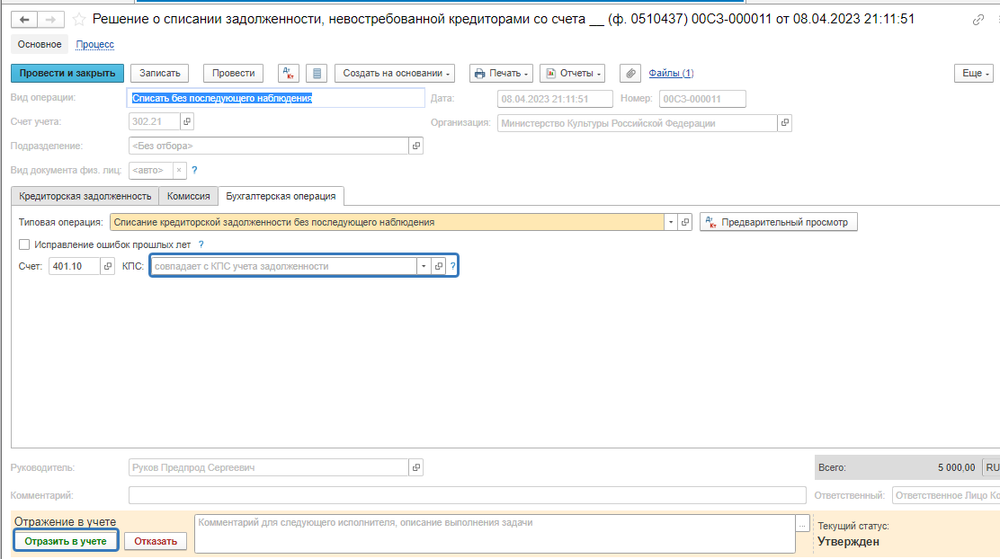 Решение о списании задолженности, невостребованной кредиторами со счета __ (ф. 0510437) 00СЗ-000011 от 08.04.2023 21:11:51
Основное Процесс
Провести и закрыть Записать Провести Дт Кт Создать на основании Печать Отчеты Файлы (1) Еще
Вид операции: Списать без последующего наблюдения Дата: 08.04.2023 21:11:51 Номер: 00СЗ-000011
Счет учета: 302.21 Организация: Министерство Культуры Российской Федерации
Подразделение: <Без отбора>
Вид документа физ. лиц: <авто> × ?
Кредиторская задолженность Комиссия Бухгалтерская операция
Типовая операция: Списание кредиторской задолженности без последующего наблюдения Дт Кт Предварительный просмотр
Исправление ошибок прошлых лет ?
Счет: 401.10 КПС: совпадает с КПС учета задолженности ?
Руководитель: Руков Предпрод Сергеевич Всего: 5 000,00 RU
Комментарий: Ответственный: Ответственное Лицо Ко
Отражение в учете Комментарий для следующего исполнителя, описание выполнения задачи ... Текущий статус:
Отразить в учете Отказать Утвержден